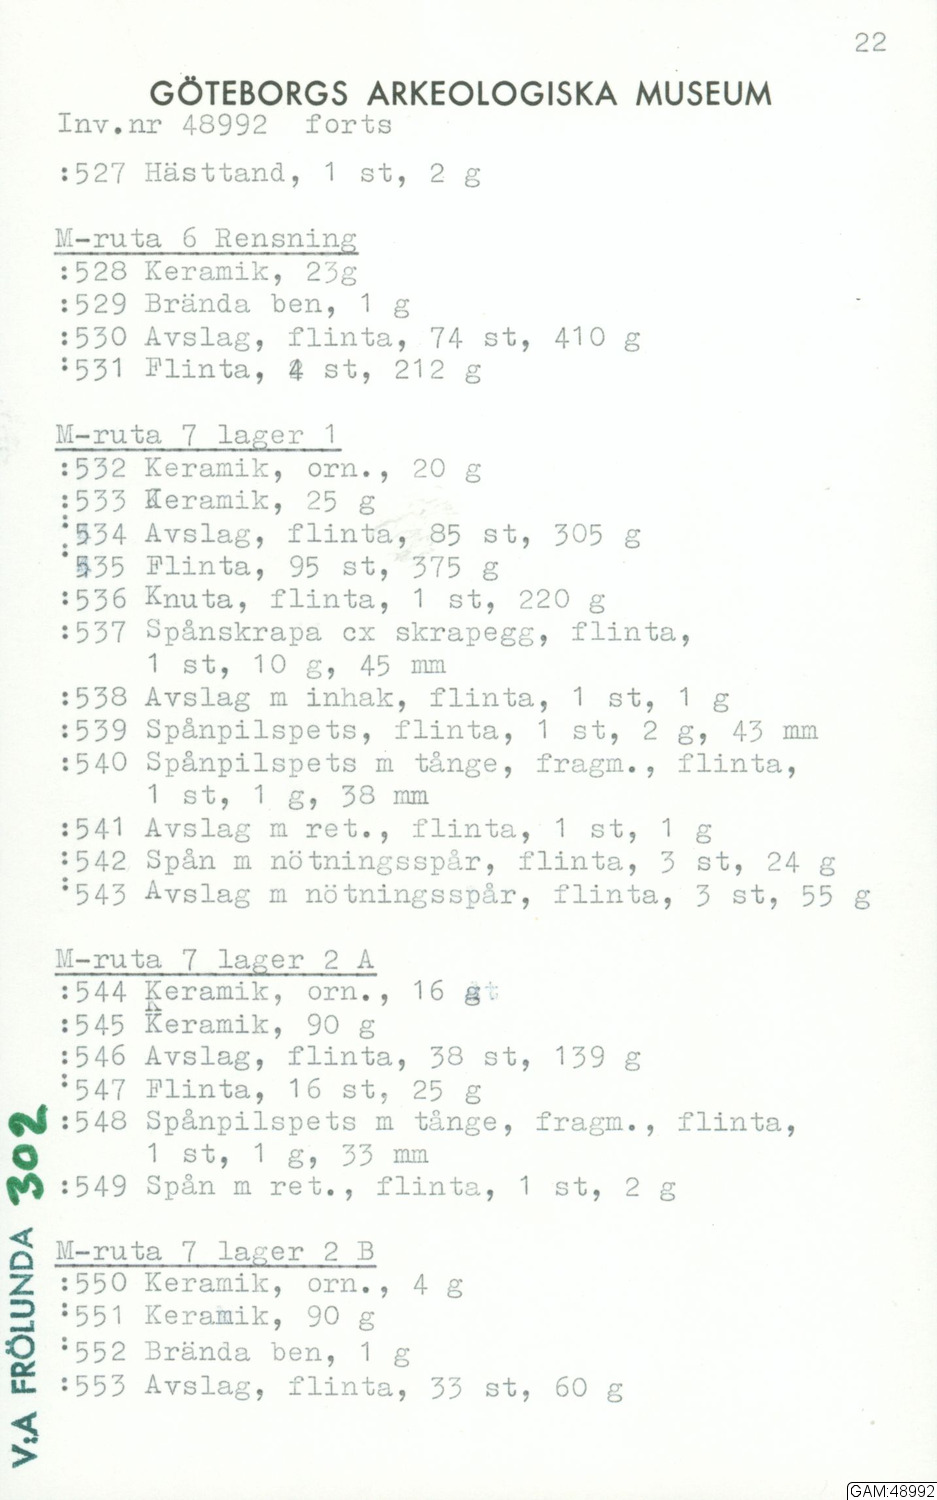 22
GÖTEBORGS ARKEOLOGISKA MUSEUM
Inv.nr 48992 forts
:527 Hästtand, 1 st, 2 g
M-ruta 6 Rensning
:528 Keramik, 23g
:529 Brända ben, 1 g
:530 Avslag, flinta, 74 st, 410 g
:531 Flinta, 4 st, 212 g
M-ruta 7 lager 1
:532 Keramik, orn., 20 g
:533 Keramik, 25 g
:534 Avslag, flinta, 85 st, 305 g
:535 Flinta, 95 st, 375 g
:536 Knuta, flinta, 1 st, 220 g
:537 Spånskrapa cx skrapegg, flinta,
1 st, 10 g, 45 mm
:538 Avslag m inhak, flinta, 1 st, 1 g
:539 Spånpilspets, flinta, 1 st, 2 g, 43 mm
:540 Spånpilspets m tånge, fragm., flinta,
1 st, 1 g, 38 mm
:541 Avslag m ret., flinta, 1 st, 1 g
:542 Spån m nötningsspår, flinta, 3 st, 24 g
:543 Avslag m nötningsspår, flinta, 3 st, 55 g
M-ruta 7 lager 2 A
:544 Keramik, orn., 16 g
:545 Keramik, 90 g
:546 Avslag, flinta, 38 st, 139 g
:547 Flinta, 16 st, 25 g
:548 Spånpilspets m tånge, fragm., flinta,
1 st, 1 g, 33 mm
:549 Spån m ret., flinta, 1 st, 2 g
M-ruta 7 lager 2 B
:550 Keramik, orn., 4 g
:551 Keramik, 90 g
:552 Brända ben, 1 g
:553 Avslag, flinta, 33 st, 60 g
V:A FRÖLUNDA 302
GAM:48992